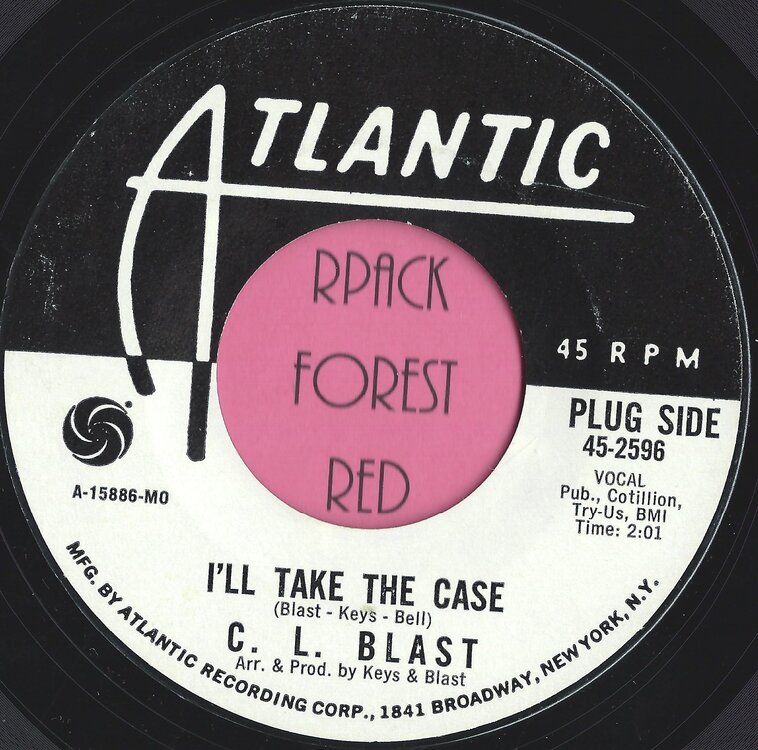 ATLANTIC
RPACK
FOREST
RED
45 RPM
PLUG SIDE
45-2596
VOCAL
Pub., Cotillion,
Try-Us, BMI
Time: 2:01
A-15886-MO
I'LL TAKE THE CASE
(Blast - Keys - Bell)
C. L. BLAST
Arr. & Prod. by Keys & Blast
MFG. BY ATLANTIC RECORDING CORP., 1841 BROADWAY, NEW YORK, N.Y.